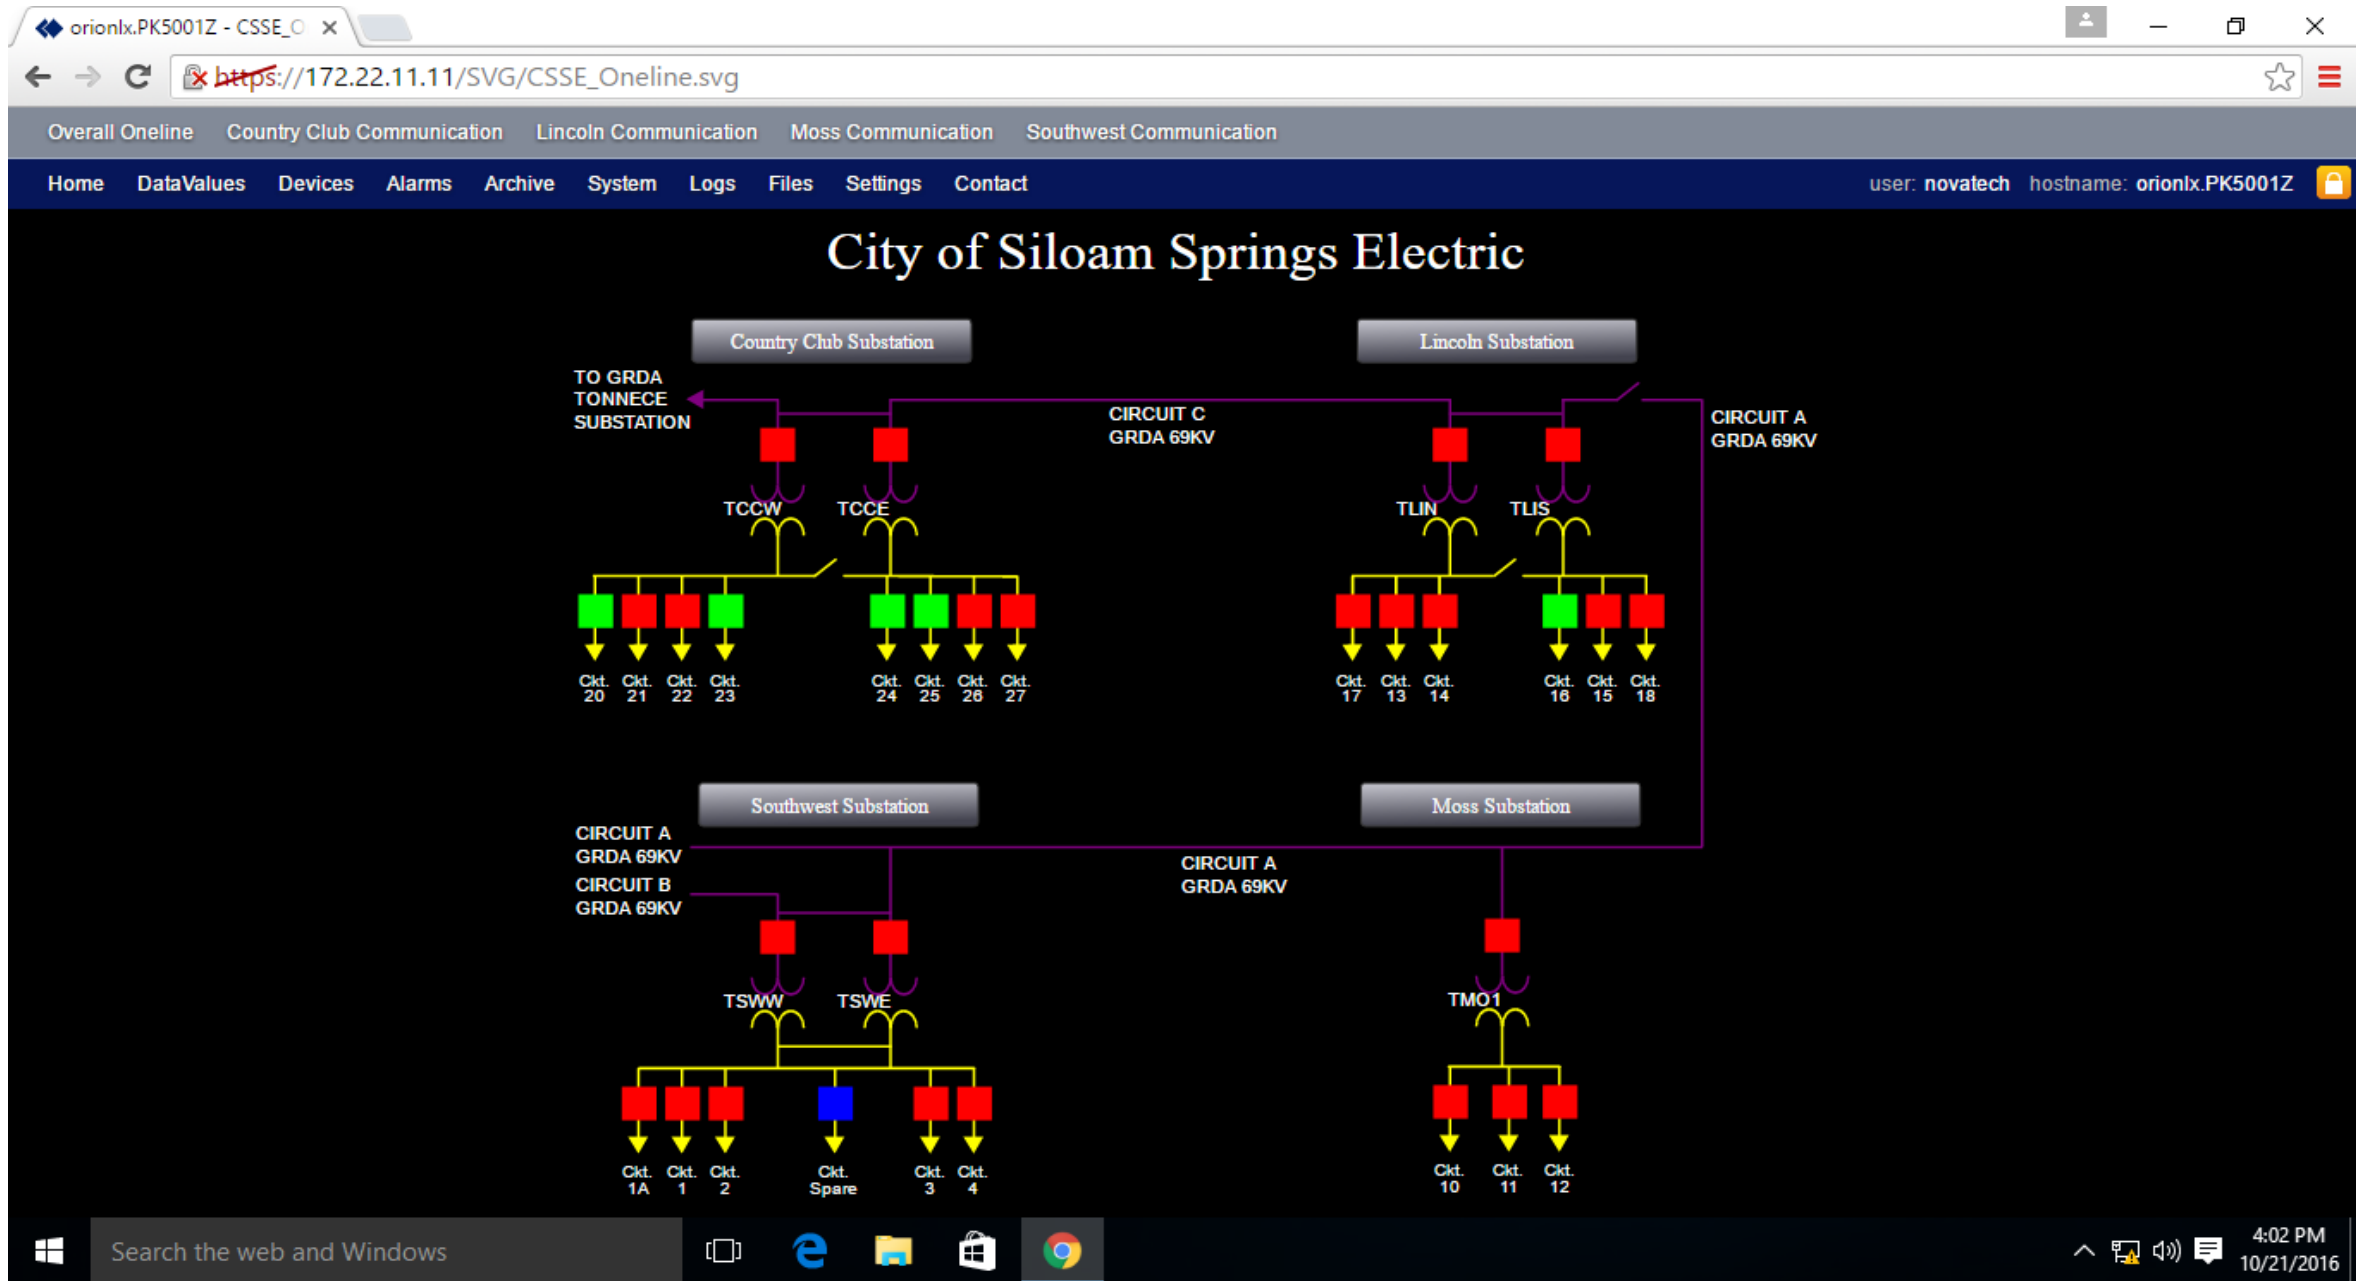 orionlx.PK5001Z - CSSE_O
https://172.22.11.11/SVG/CSSE_Oneline.svg
Overall Oneline Country Club Communication Lincoln Communication Moss Communication Southwest Communication
Home DataValues Devices Alarms Archive System Logs Files Settings Contact user: novatech hostname: orionlx.PK5001Z
City of Siloam Springs Electric
Country Club Substation
Lincoln Substation
TO GRDA
TONNECE
SUBSTATION
CIRCUIT C
GRDA 69KV
CIRCUIT A
GRDA 69KV
TCCW TCCE TLIN TLIS
Ckt. Ckt. Ckt. Ckt. Ckt. Ckt. Ckt. Ckt. Ckt. Ckt. Ckt. Ckt. Ckt. Ckt.
20 21 22 23 24 25 26 27 17 13 14 16 15 18
Southwest Substation
Moss Substation
CIRCUIT A
GRDA 69KV
CIRCUIT B
GRDA 69KV
CIRCUIT A
GRDA 69KV
TSWW TSWE TMO1
Ckt. Ckt. Ckt. Ckt. Ckt. Ckt. Ckt. Ckt. Ckt.
1A 1 2 Spare 3 4 10 11 12
Search the web and Windows
4:02 PM
10/21/2016